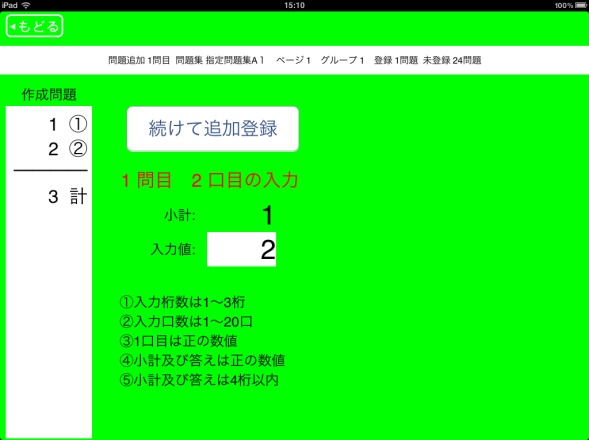 iPad 15:10 100%
◀もどる
問題追加 1問目 問題集 指定問題集A1 ページ 1 グループ 1 登録 1問題 未登録 24問題
作成問題
1 ①
2 ②
3 計
続けて追加登録
1 問目 2 口目の入力
小計: 1
入力値: 2
①入力桁数は1〜3桁
②入力口数は1〜20口
③1口目は正の数値
④小計及び答えは正の数値
⑤小計及び答えは4桁以内